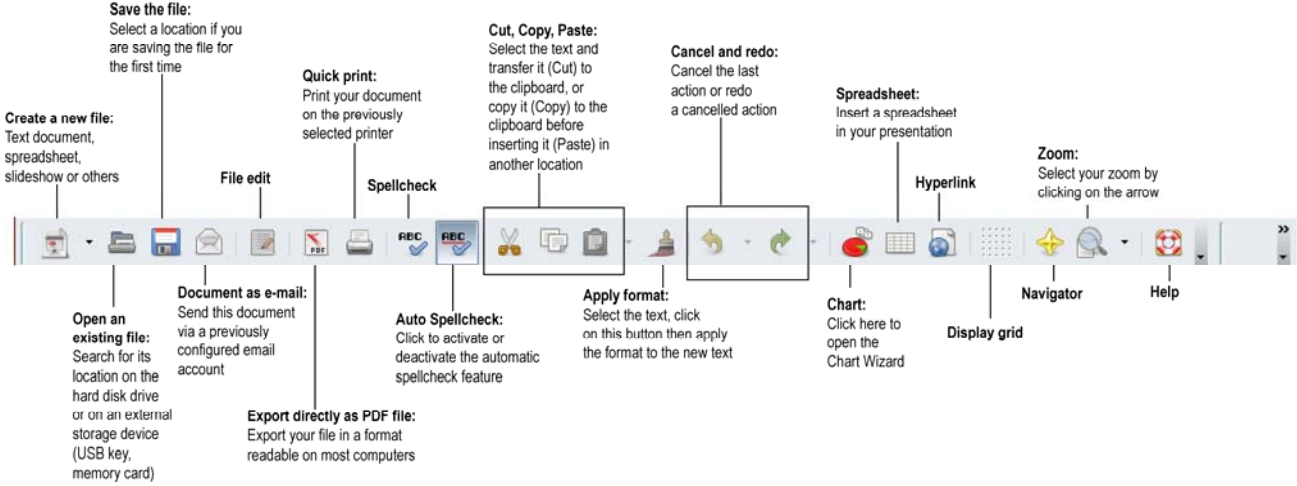 Save the file:
Select a location if you
are saving the file for
the first time
Cut, Copy, Paste:
Select the text and
transfer it (Cut) to
the clipboard, or
copy it (Copy) to the
clipboard before
inserting it (Paste) in
another location
Cancel and redo:
Cancel the last
action or redo
a cancelled action
Quick print:
Print your document
on the previously
selected printer
Spreadsheet:
Insert a spreadsheet
in your presentation
Create a new file:
Text document,
spreadsheet,
slideshow or others
Zoom:
Select your zoom by
clicking on the arrow
File edit
Spellcheck
Hyperlink
PDF
ABC
ABC
Open an
existing file:
Search for its
location on the
hard disk drive
or on an external
storage device
(USB key,
memory card)
Document as e-mail:
Send this document
via a previously
configured email
account
Export directly as PDF file:
Export your file in a format
readable on most computers
Auto Spellcheck:
Click to activate or
deactivate the automatic
spellcheck feature
Apply format:
Select the text, click
on this button then apply
the format to the new text
Chart:
Click here to
open the
Chart Wizard
Display grid
Navigator
Help